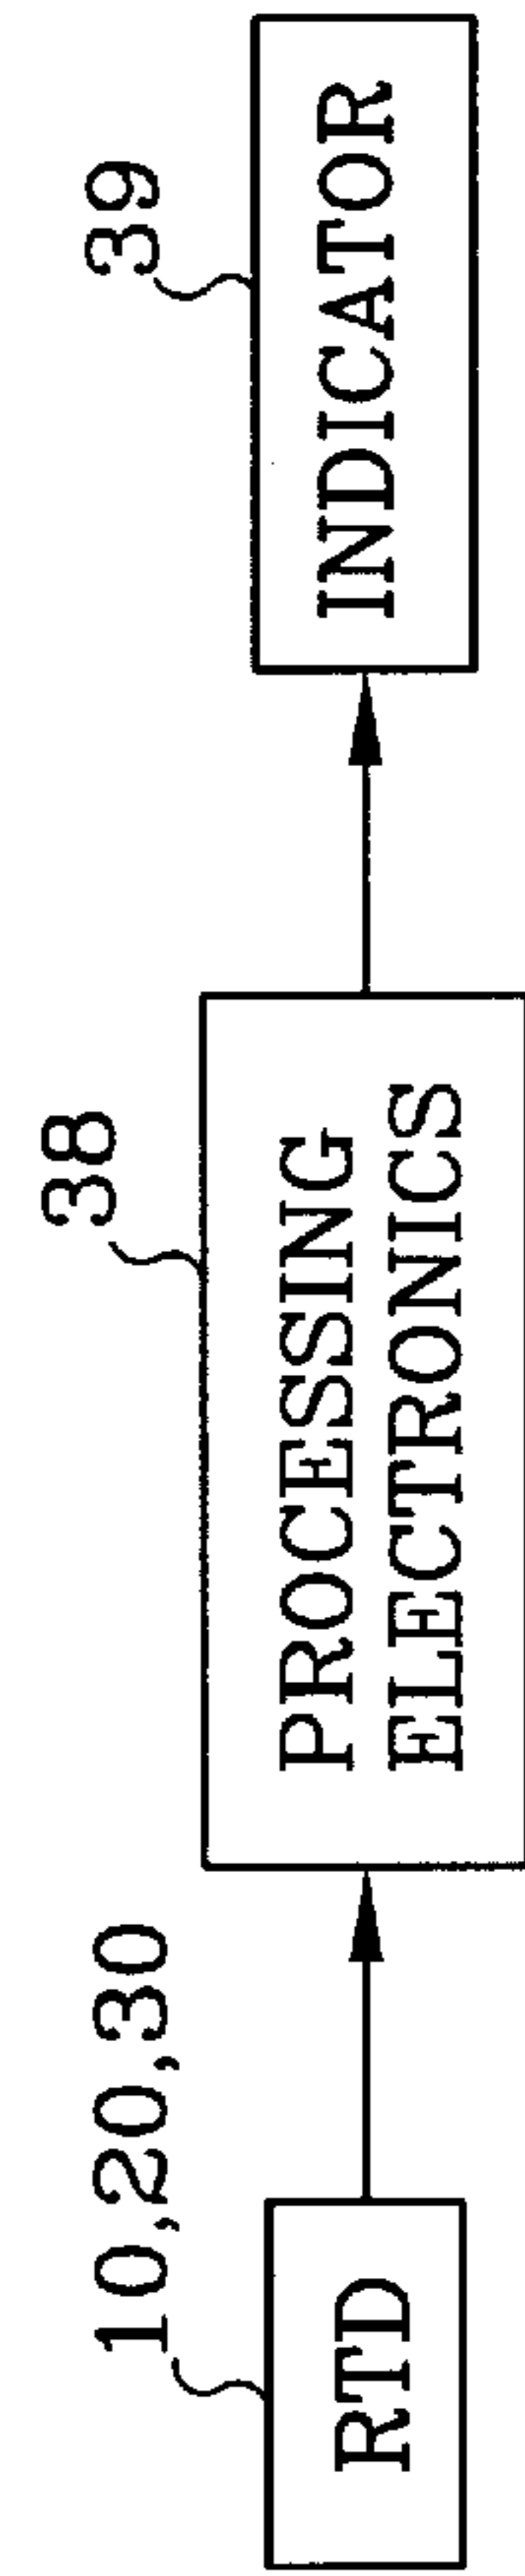 10,20,30
RTD
38
PROCESSING
ELECTRONICS
39
INDICATOR